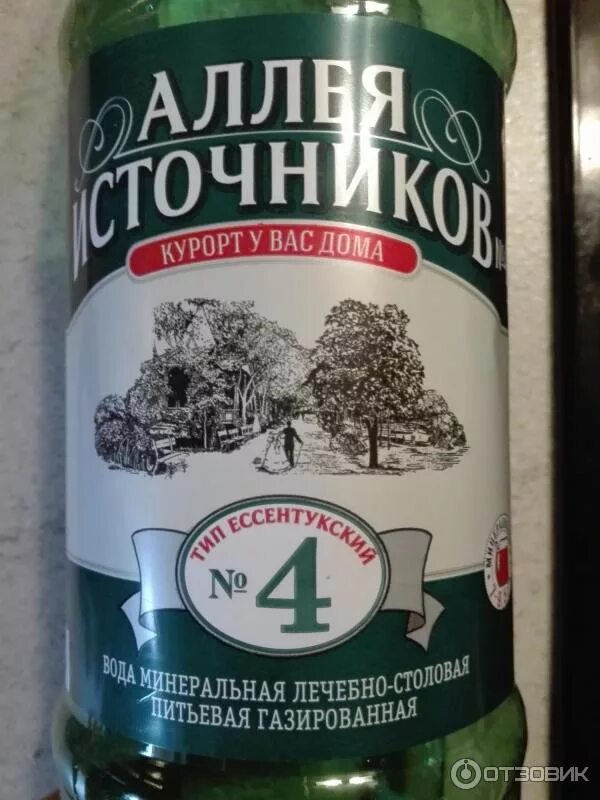 АЛЛЕЯ
ИСТОЧНИКОВ
КУРОРТ У ВАС ДОМА
ТИП ЕССЕНТУКСКИЙ
№ 4
ВОДА МИНЕРАЛЬНАЯ ЛЕЧЕБНО-СТОЛОВАЯ
ПИТЬЕВАЯ ГАЗИРОВАННАЯ
ОТЗОВИК